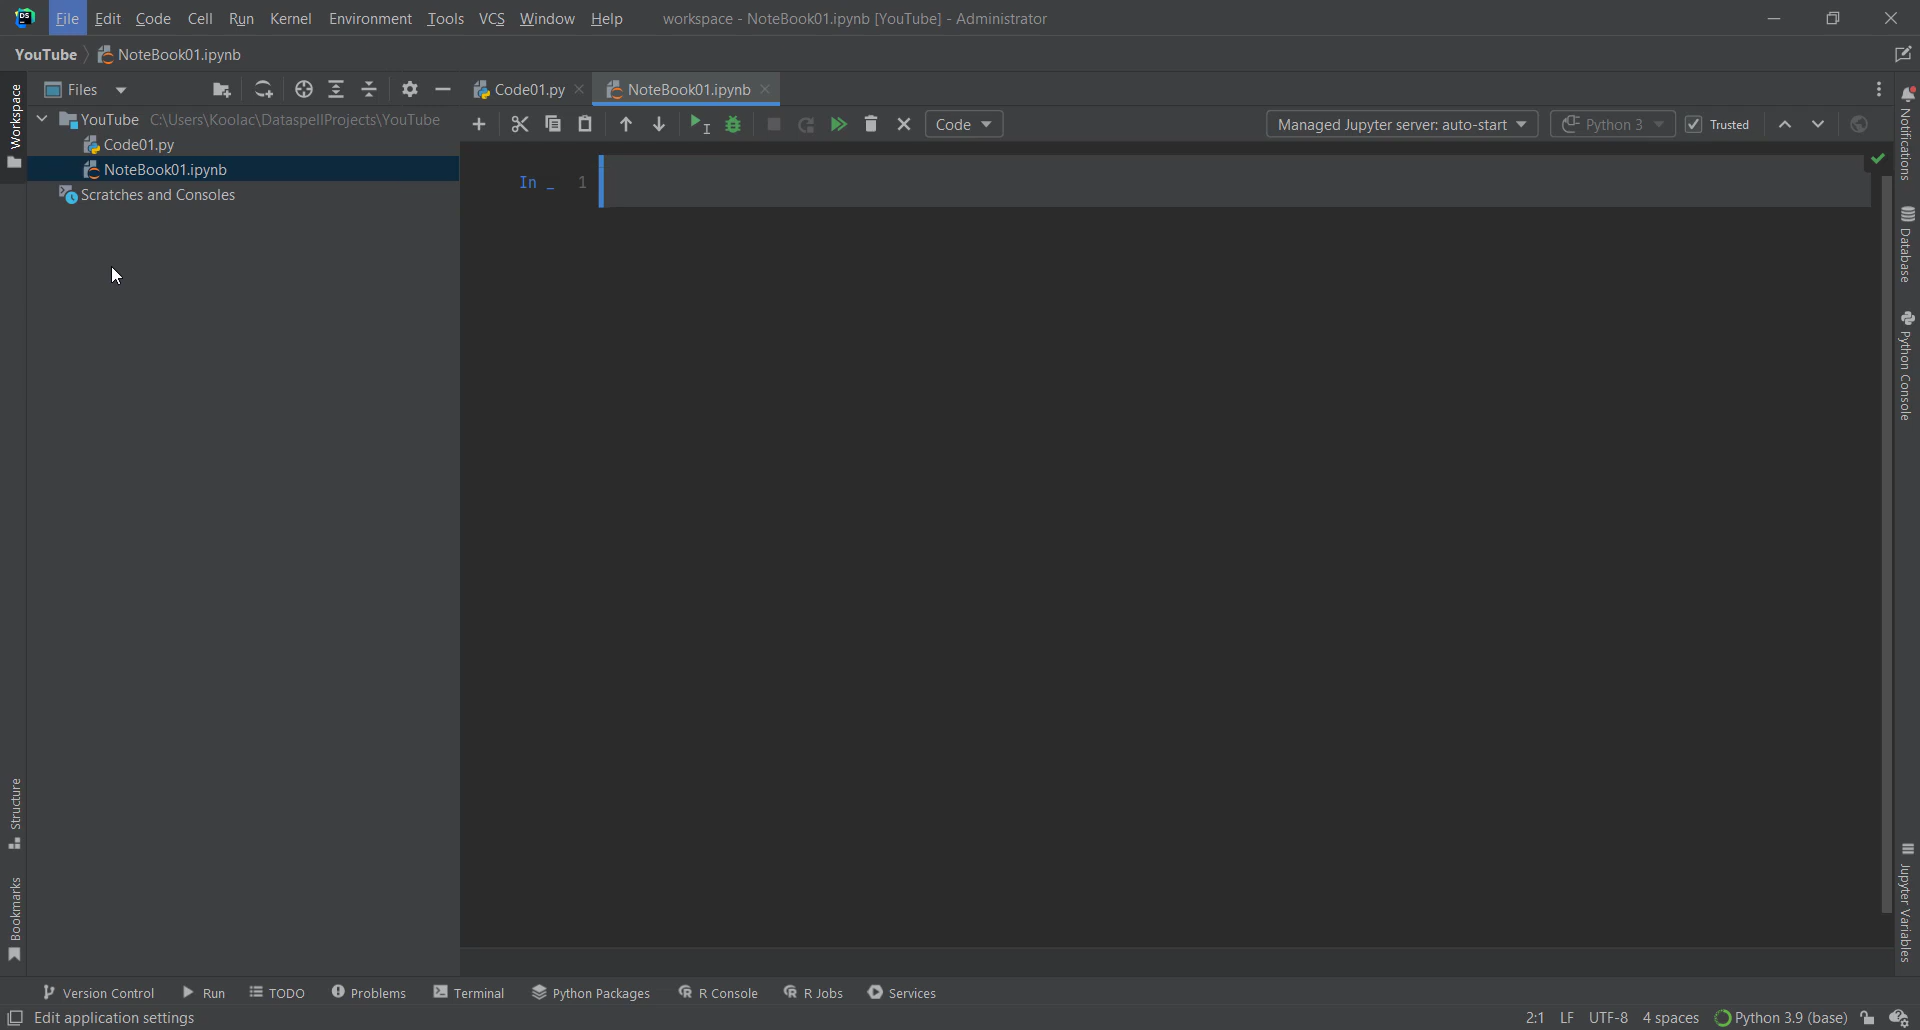 DS File Edit Code Cell Run Kernel Environment Tools VCS Window Help workspace - NoteBook01.ipynb [YouTube] - Administrator
YouTube NoteBook01.ipynb
Files Code01.py NoteBook01.ipynb
YouTube C:\Users\Koolac\DataspellProjects\YouTube
Code Managed Jupyter server: auto-start Python 3 Trusted
Code01.py
NoteBook01.ipynb
Scratches and Consoles
In _ 1
Workspace
Structure
Bookmarks
Notifications
Database
Python Console
Jupyter Variables
Version Control Run TODO Problems Terminal Python Packages R Console R Jobs Services
Edit application settings 2:1 LF UTF-8 4 spaces Python 3.9 (base)